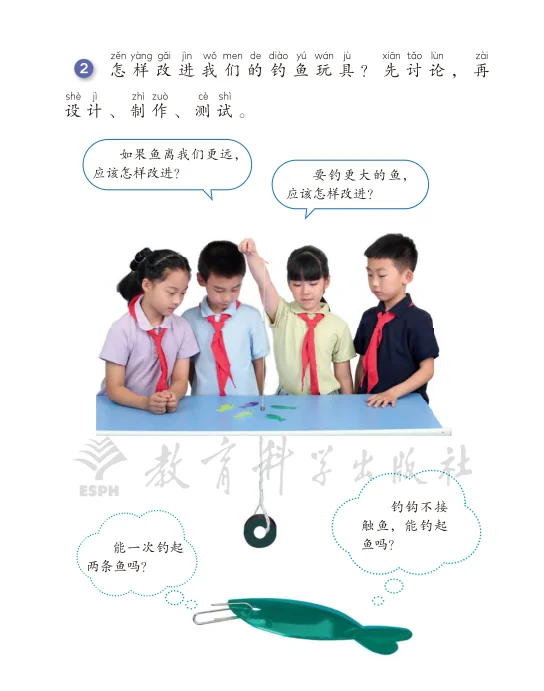 zěn yàng gǎi jìn wǒ men de diào yú wán jù xiān tǎo lùn zài
2 怎样改进我们的钓鱼玩具？先讨论，再
shè jì zhì zuò cè shì
设计、制作、测试。
如果鱼离我们更远，
应该怎样改进？
要钓更大的鱼，
应该怎样改进？
ESPH 教育科学出版社
钓钩不接
触鱼，能钓起
鱼吗？
能一次钓起
两条鱼吗？